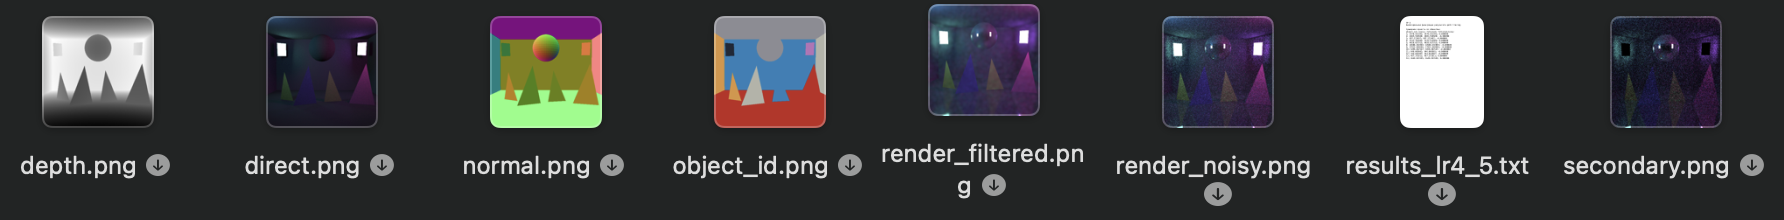 depth.png
direct.png
normal.png
object_id.png
render_filtered.pn
g
render_noisy.png
results_lr4_5.txt
secondary.png